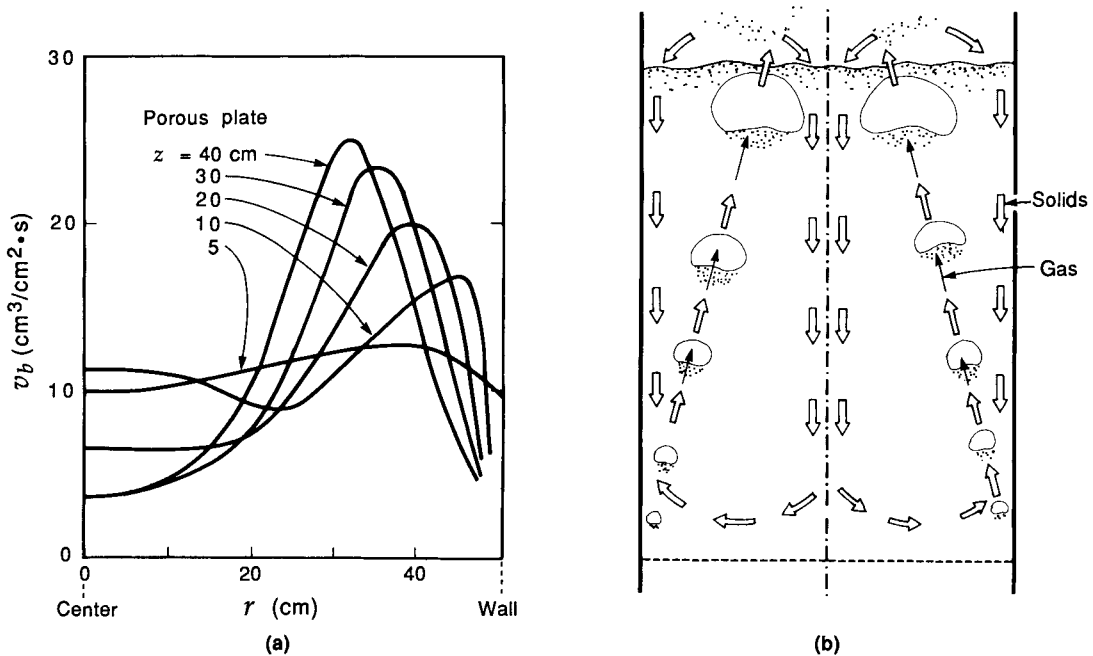 30
20
10
0
v_b (cm³/cm²•s)
Porous plate
z = 40 cm
30
20
10
5
0
20
40
Center
r (cm)
Wall
(a)
Solids
Gas
(b)